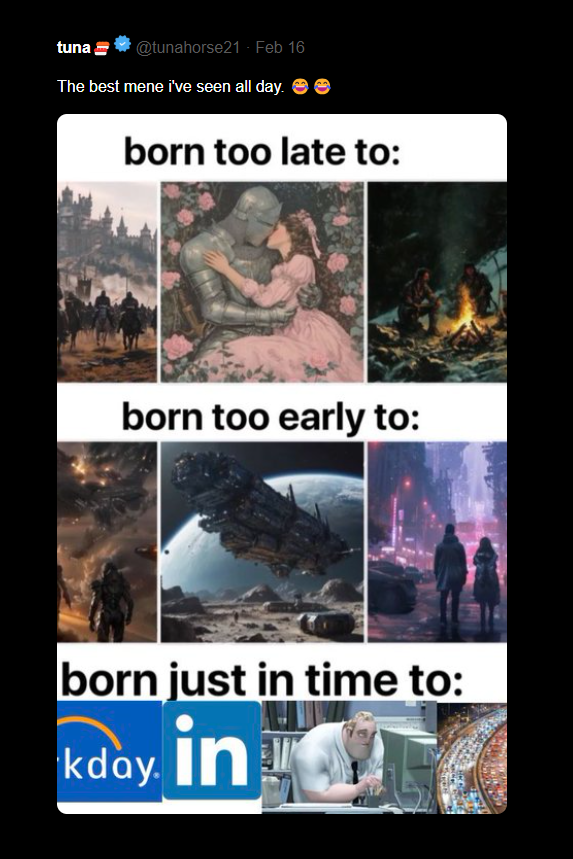 tuna @tunahorse21 · Feb 16
The best mene i've seen all day. 😂 😂
born too late to:
born too early to:
born just in time to:
kday®
in